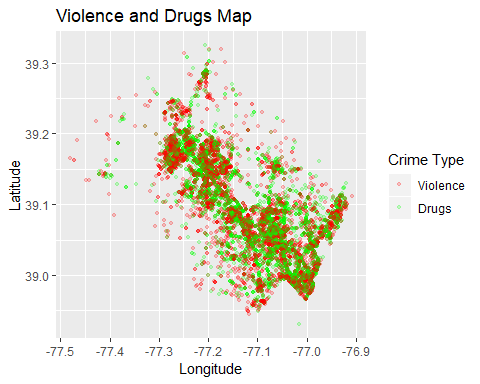 Violence and Drugs Map
39.3
39.2
39.1
39.0
Latitude
-77.5 -77.4 -77.3 -77.2 -77.1 -77.0 -76.9
Longitude
Crime Type
Violence
Drugs